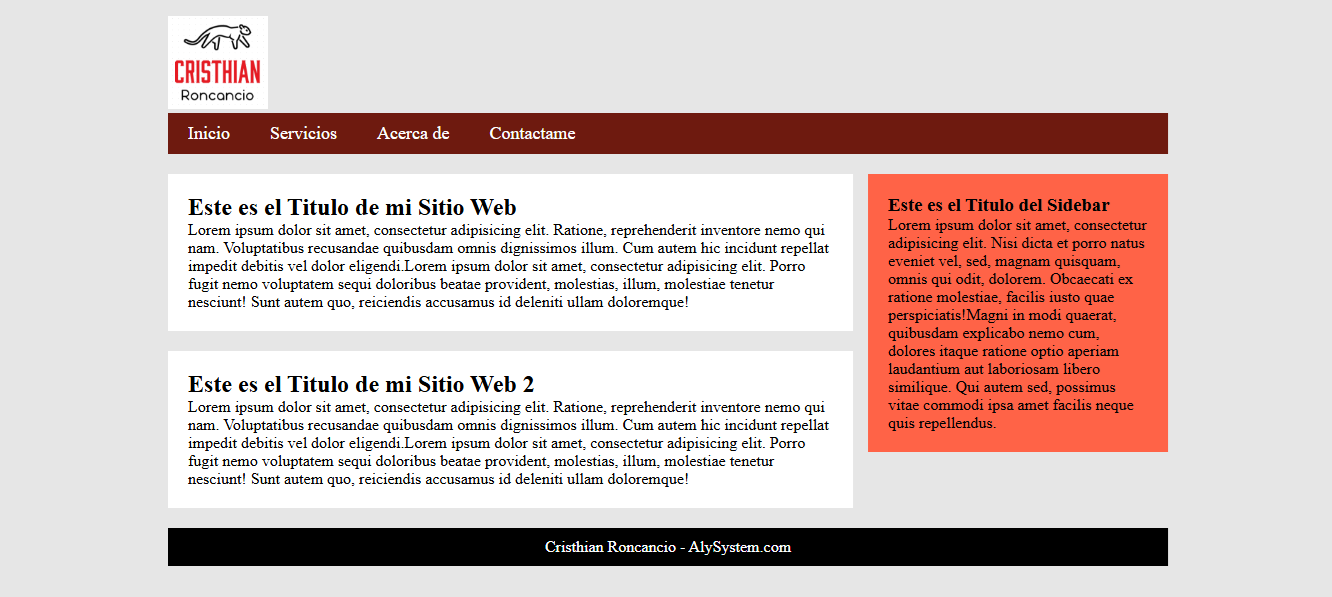 CRISTHIAN
Roncancio
Inicio Servicios Acerca de Contactame
Este es el Titulo de mi Sitio Web
Lorem ipsum dolor sit amet, consectetur adipisicing elit. Ratione, reprehenderit inventore nemo qui
nam. Voluptatibus recusandae quibusdam omnis dignissimos illum. Cum autem hic incidunt repellat
impedit debitis vel dolor eligendi.Lorem ipsum dolor sit amet, consectetur adipisicing elit. Porro
fugit nemo voluptatem sequi doloribus beatae provident, molestias, illum, molestiae tenetur
nesciunt! Sunt autem quo, reiciendis accusamus id deleniti ullam doloremque!
Este es el Titulo de mi Sitio Web 2
Lorem ipsum dolor sit amet, consectetur adipisicing elit. Ratione, reprehenderit inventore nemo qui
nam. Voluptatibus recusandae quibusdam omnis dignissimos illum. Cum autem hic incidunt repellat
impedit debitis vel dolor eligendi.Lorem ipsum dolor sit amet, consectetur adipisicing elit. Porro
fugit nemo voluptatem sequi doloribus beatae provident, molestias, illum, molestiae tenetur
nesciunt! Sunt autem quo, reiciendis accusamus id deleniti ullam doloremque!
Este es el Titulo del Sidebar
Lorem ipsum dolor sit amet, consectetur
adipisicing elit. Nisi dicta et porro natus
eveniet vel, sed, magnam quisquam,
omnis qui odit, dolorem. Obcaecati ex
ratione molestiae, facilis iusto quae
perspiciatis!Magni in modi quaerat,
quibusdam explicabo nemo cum,
dolores itaque ratione optio aperiam
laudantium aut laboriosam libero
similique. Qui autem sed, possimus
vitae commodi ipsa amet facilis neque
quis repellendus.
Cristhian Roncancio - AlySystem.com